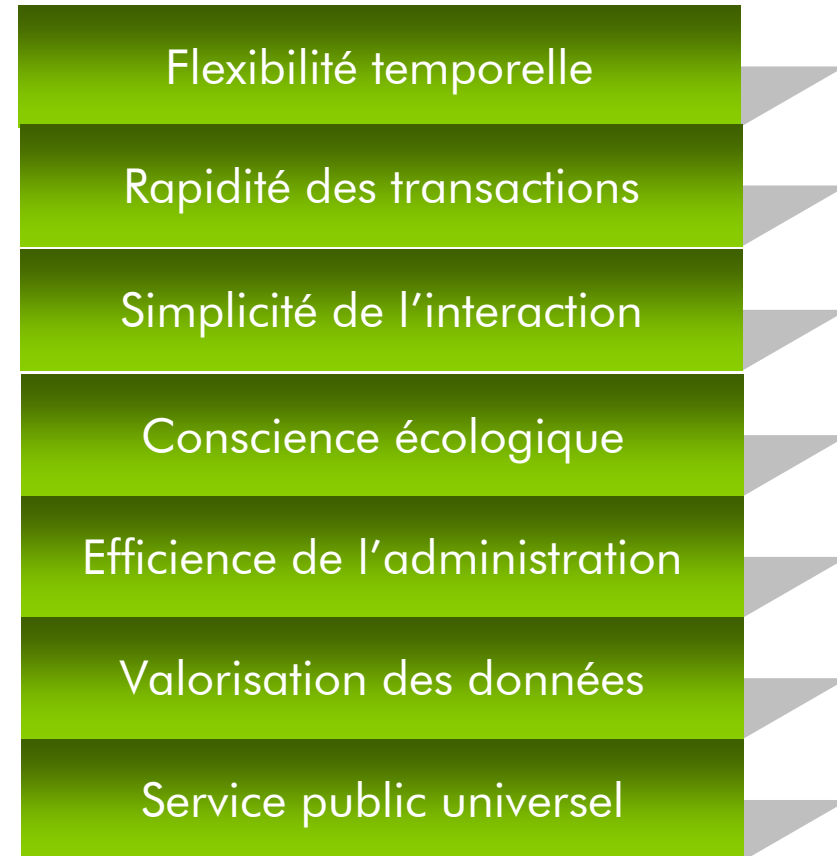 Flexibilité temporelle
Rapidité des transactions
Simplicité de l’interaction
Conscience écologique
Efficience de l’administration
Valorisation des données
Service public universel